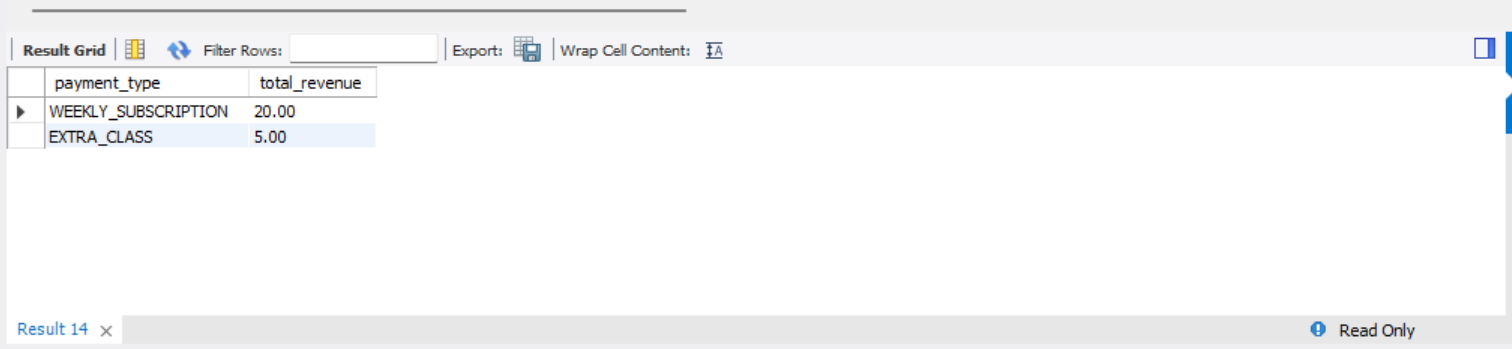 Result Grid Filter Rows: Export: Wrap Cell Content: IA
payment_type total_revenue
WEEKLY_SUBSCRIPTION 20.00
EXTRA_CLASS 5.00
Result 14 × Read Only